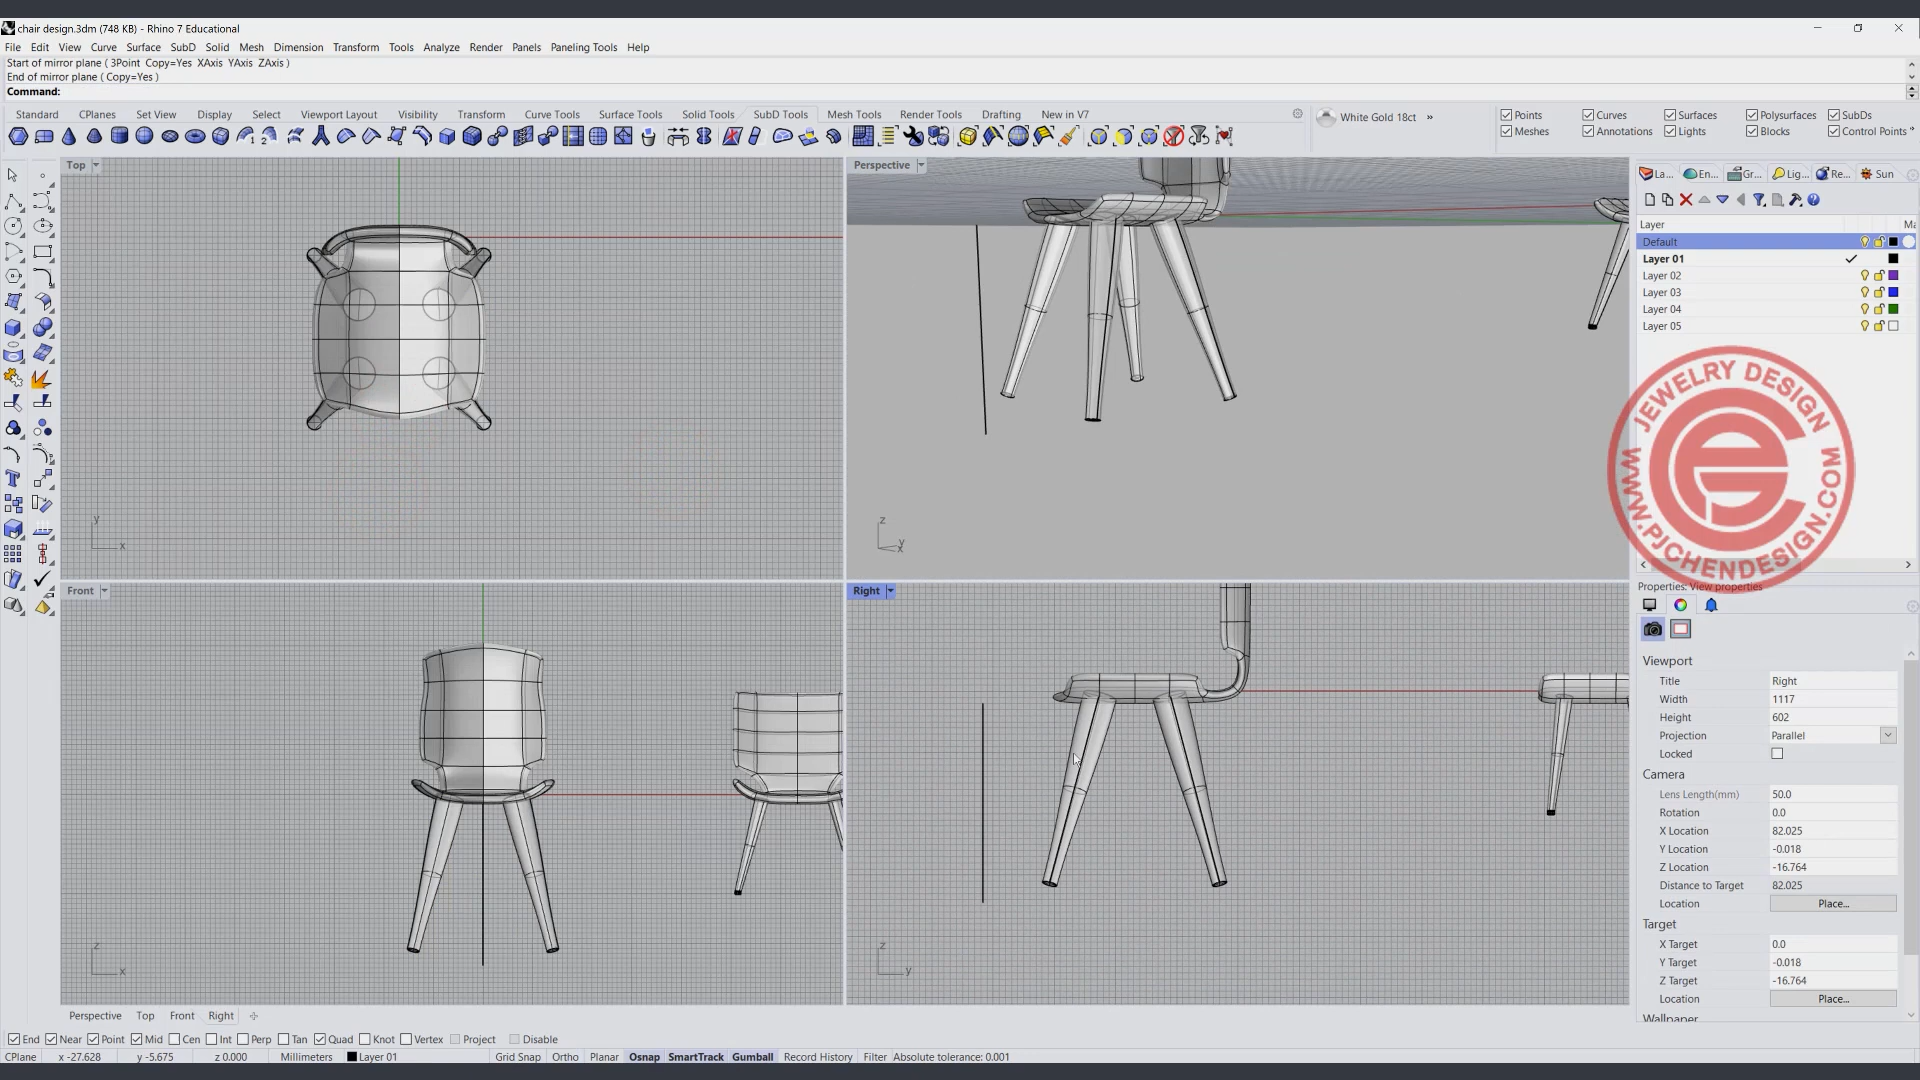 chair design.3dm (748 KB) - Rhino 7 Educational
File Edit View Curve Surface SubD Solid Mesh Dimension Transform Tools Analyze Render Panels Paneling Tools Help
Start of mirror plane ( 3Point Copy=Yes XAxis YAxis ZAxis )
End of mirror plane ( Copy=Yes )
Command:
Standard CPlanes Set View Display Select Viewport Layout Visibility Transform Curve Tools Surface Tools Solid Tools SubD Tools Mesh Tools Render Tools Drafting New in V7
White Gold 18ct »
Points Curves Surfaces Polysurfaces SubDs
Meshes Annotations Lights Blocks Control Points
Top
Perspective
La... En... Gr... Lig... Re... Sun
Layer Ma
Default
Layer 01
Layer 02
Layer 03
Layer 04
Layer 05
JEWELRY DESIGN
WWW.PJCHENDESIGN.COM
y
x
z
y
x
Front
Right
z
x
z
y
Properties: View properties
Viewport
Title Right
Width 1117
Height 602
Projection Parallel
Locked
Camera
Lens Length(mm) 50.0
Rotation 0.0
X Location 82.025
Y Location -0.018
Z Location -16.764
Distance to Target 82.025
Location Place...
Target
X Target 0.0
Y Target -0.018
Z Target -16.764
Location Place...
Wallpaper
Perspective Top Front Right
End Near Point Mid Cen Int Perp Tan Quad Knot Vertex Project Disable
CPlane x -27.628 y -5.675 z 0.000 Millimeters Layer 01 Grid Snap Ortho Planar Osnap SmartTrack Gumball Record History Filter Absolute tolerance: 0.001